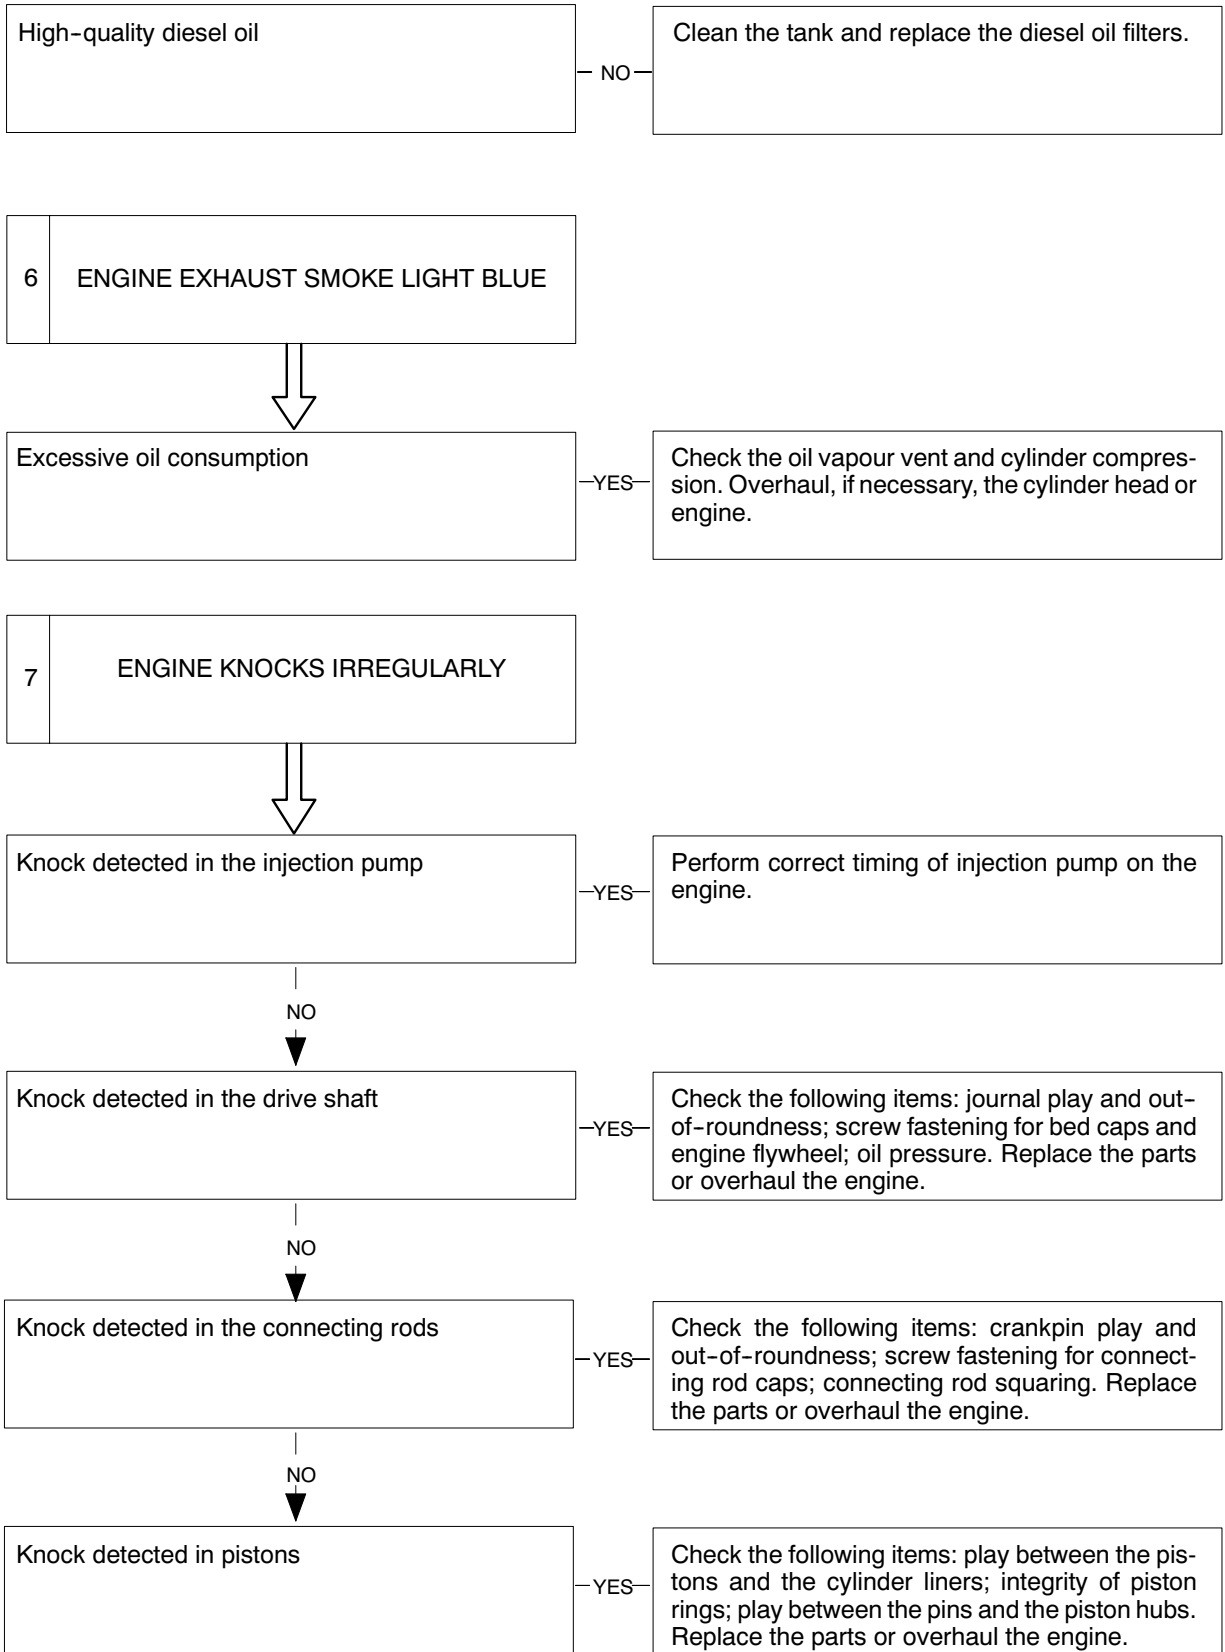 High-quality diesel oil
NO
Clean the tank and replace the diesel oil filters.
6
ENGINE EXHAUST SMOKE LIGHT BLUE
Excessive oil consumption
YES
Check the oil vapour vent and cylinder compres-
sion. Overhaul, if necessary, the cylinder head or
engine.
7
ENGINE KNOCKS IRREGULARLY
Knock detected in the injection pump
YES
Perform correct timing of injection pump on the
engine.
NO
Knock detected in the drive shaft
YES
Check the following items: journal play and out-
of-roundness; screw fastening for bed caps and
engine flywheel; oil pressure. Replace the parts
or overhaul the engine.
NO
Knock detected in the connecting rods
YES
Check the following items: crankpin play and
out-of-roundness; screw fastening for connect-
ing rod caps; connecting rod squaring. Replace
the parts or overhaul the engine.
NO
Knock detected in pistons
YES
Check the following items: play between the pis-
tons and the cylinder liners; integrity of piston
rings; play between the pins and the piston hubs.
Replace the parts or overhaul the engine.